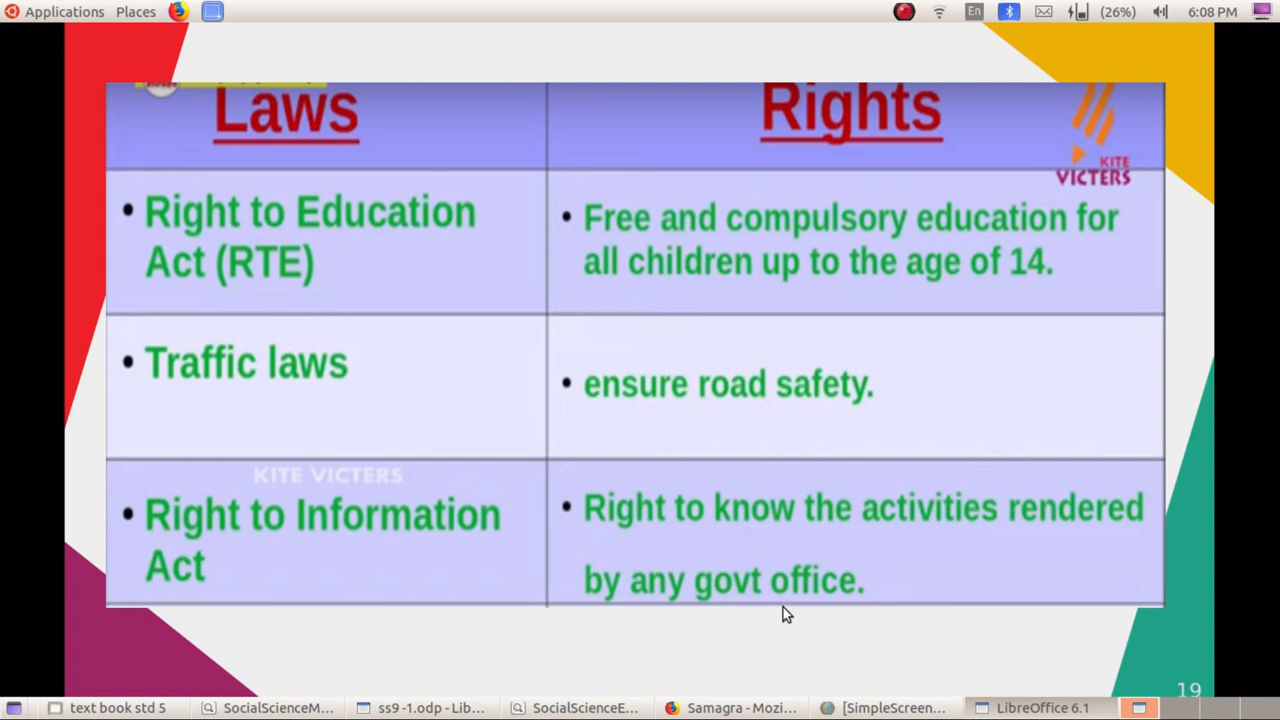 Applications Places
En
(26%)
6:08 PM
Laws
Rights
KITE
VICTERS
• Right to Education
Act (RTE)
• Free and compulsory education for
all children up to the age of 14.
• Traffic laws
• ensure road safety.
KITE VICTERS
• Right to Information
Act
• Right to know the activities rendered
by any govt office.
19
text book std 5
SocialScienceM...
ss9 -1.odp - Lib...
SocialScienceE...
Samagra - Mozi...
[SimpleScreen...
LibreOffice 6.1